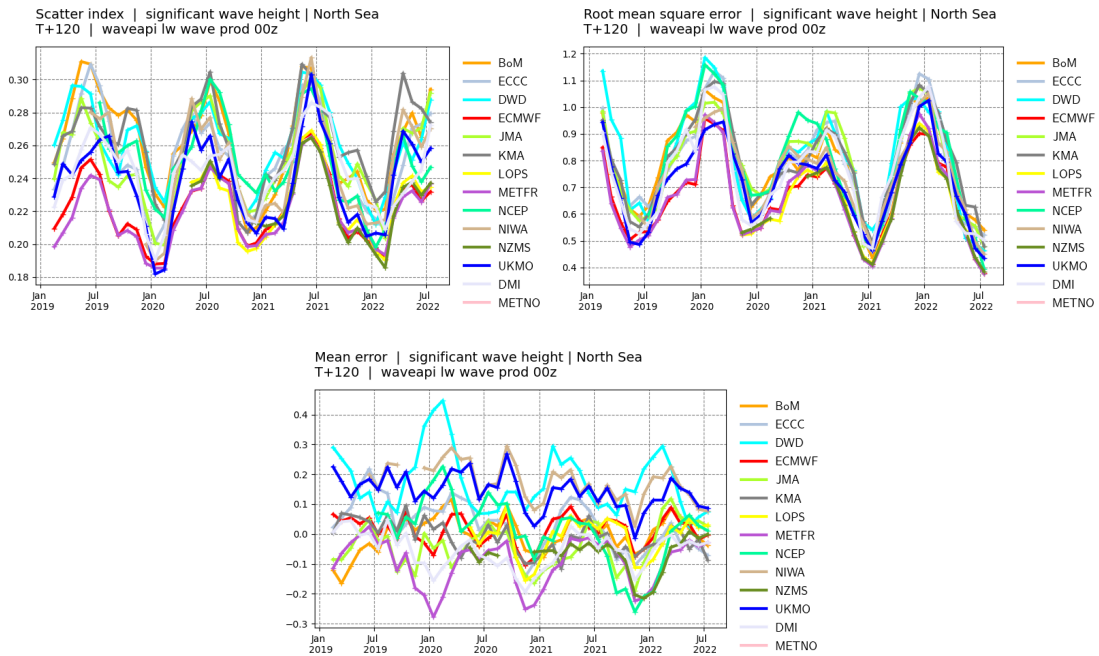 Scatter index | significant wave height | North Sea
T+120 | waveapi lw wave prod 00z
0.30
0.28
0.26
0.24
0.22
0.20
0.18
Jan 2019
Jul 2019
Jan 2020
Jul 2020
Jan 2021
Jul 2021
Jan 2022
Jul 2022
BoM
ECCC
DWD
ECMWF
JMA
KMA
LOPS
METFR
NCEP
NIWA
NZMS
UKMO
DMI
METNO
Root mean square error | significant wave height | North Sea
T+120 | waveapi lw wave prod 00z
1.2
1.1
1.0
0.9
0.8
0.7
0.6
0.5
0.4
Jan 2019
Jul 2019
Jan 2020
Jul 2020
Jan 2021
Jul 2021
Jan 2022
Jul 2022
BoM
ECCC
DWD
ECMWF
JMA
KMA
LOPS
METFR
NCEP
NIWA
NZMS
UKMO
DMI
METNO
Mean error | significant wave height | North Sea
T+120 | waveapi lw wave prod 00z
0.4
0.3
0.2
0.1
0.0
−0.1
−0.2
−0.3
Jan 2019
Jul 2019
Jan 2020
Jul 2020
Jan 2021
Jul 2021
Jan 2022
Jul 2022
BoM
ECCC
DWD
ECMWF
JMA
KMA
LOPS
METFR
NCEP
NIWA
NZMS
UKMO
DMI
METNO